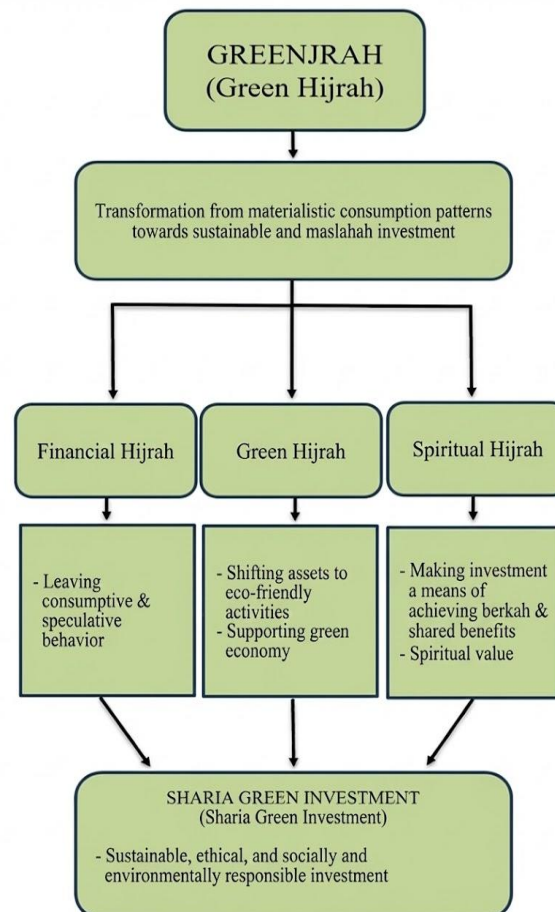 GREENJRAH
(Green Hijrah)
Transformation from materialistic consumption patterns
towards sustainable and maslahah investment
Financial Hijrah
Green Hijrah
Spiritual Hijrah
- Leaving
consumptive &
speculative
behavior
- Shifting assets to
eco-friendly
activities
- Supporting green
economy
- Making investment
a means of
achieving berkah &
shared benefits
- Spiritual value
SHARIA GREEN INVESTMENT
(Sharia Green Investment)
- Sustainable, ethical, and socially and
environmentally responsible investment